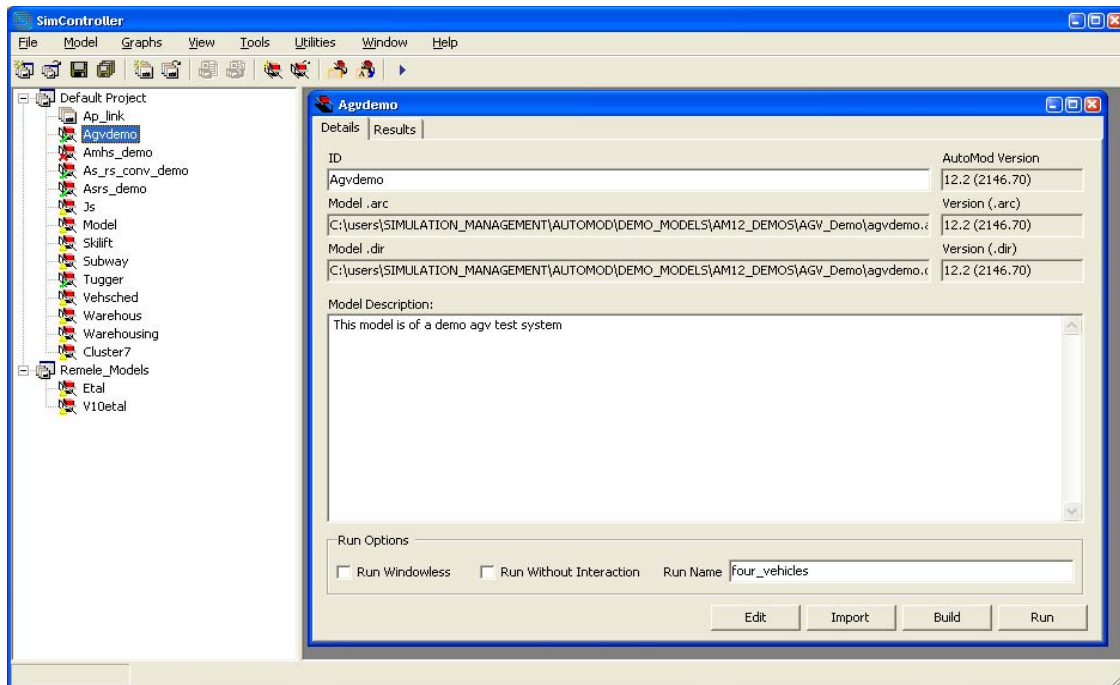 SimController
File Model Graphs View Tools Utilities Window Help
Default Project
Ap_link
Agvdemo
Amhs_demo
As_rs_conv_demo
Asrs_demo
Js
Model
Skilift
Subway
Tugger
Vehsched
Warehous
Warehousing
Cluster7
Remele_Models
Etal
V10etal
Agvdemo
Details Results
ID AutoMod Version
Agvdemo 12.2 (2146.70)
Model .arc Version (.arc)
C:\users\SIMULATION_MANAGEMENT\AUTOMOD\DEMO_MODELS\AM12_DEMOS\AGV_Demo\agvdemo.a 12.2 (2146.70)
Model .dir Version (.dir)
C:\users\SIMULATION_MANAGEMENT\AUTOMOD\DEMO_MODELS\AM12_DEMOS\AGV_Demo\agvdemo.d 12.2 (2146.70)
Model Description:
This model is of a demo agv test system
Run Options
Run Windowless Run Without Interaction Run Name four_vehicles
Edit Import Build Run